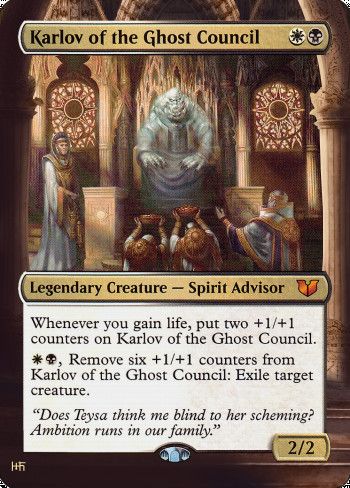 Karlov of the Ghost Council
Legendary Creature — Spirit Advisor
Whenever you gain life, put two +1/+1
counters on Karlov of the Ghost Council.
, Remove six +1/+1 counters from
Karlov of the Ghost Council: Exile target
creature.
“Does Teysa think me blind to her scheming?
Ambition runs in our family.”
2/2